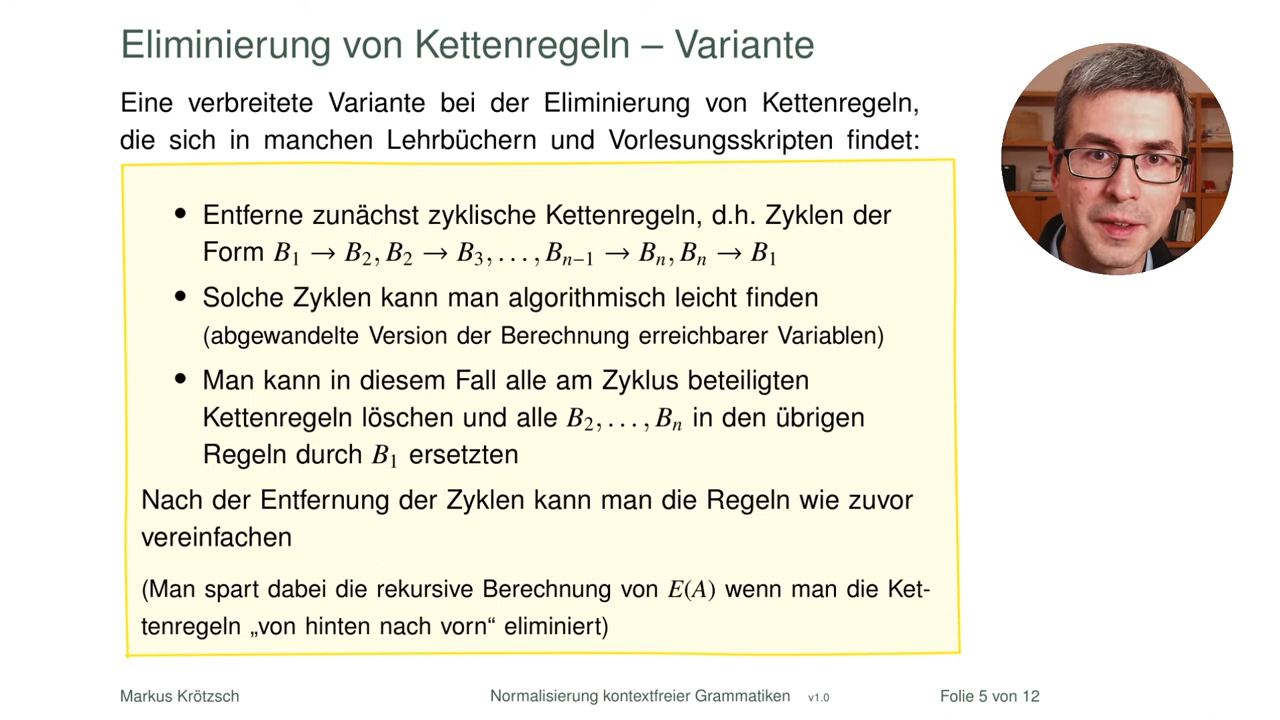 Eliminierung von Kettenregeln – Variante
Eine verbreitete Variante bei der Eliminierung von Kettenregeln,
die sich in manchen Lehrbüchern und Vorlesungsskripten findet:
• Entferne zunächst zyklische Kettenregeln, d.h. Zyklen der
Form B₁ → B₂, B₂ → B₃, . . . , Bₙ₋₁ → Bₙ, Bₙ → B₁
• Solche Zyklen kann man algorithmisch leicht finden
(abgewandelte Version der Berechnung erreichbarer Variablen)
• Man kann in diesem Fall alle am Zyklus beteiligten
Kettenregeln löschen und alle B₂, . . . , Bₙ in den übrigen
Regeln durch B₁ ersetzten
Nach der Entfernung der Zyklen kann man die Regeln wie zuvor
vereinfachen
(Man spart dabei die rekursive Berechnung von E(A) wenn man die Ket-
tenregeln „von hinten nach vorn“ eliminiert)
Markus Krötzsch Normalisierung kontextfreier Grammatiken v1.0 Folie 5 von 12